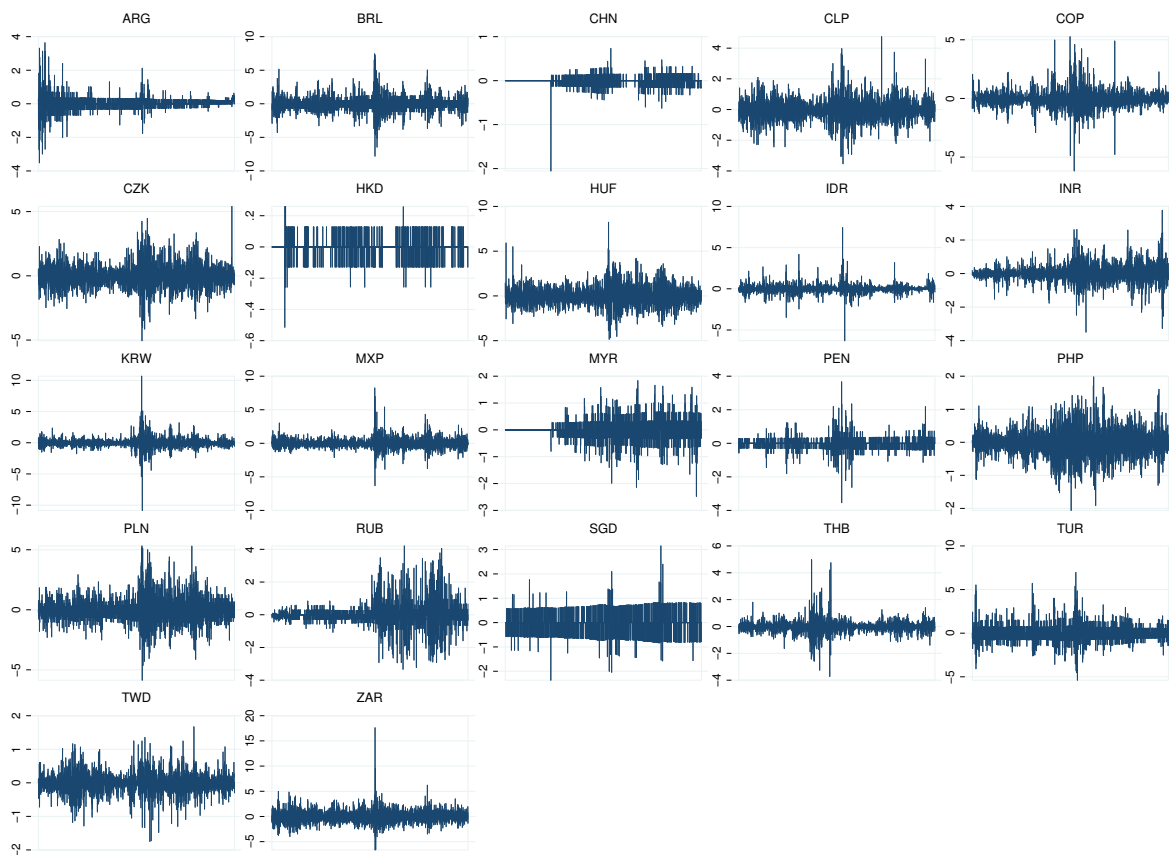 ARG
−4 −2 0 2 4
BRL
−10 −5 0 5 10
CHN
−2 −1 0 1
CLP
−4 −2 0 2 4
COP
−5 0 5
CZK
−5 0 5
HKD
−.6 −.4 −.2 0 .2
HUF
−5 0 5 10
IDR
−5 0 5 10
INR
−4 −2 0 2 4
KRW
−10 −5 0 5 10
MXP
−10 −5 0 5 10
MYR
−3 −2 −1 0 1 2
PEN
−4 −2 0 2 4
PHP
−2 −1 0 1 2
PLN
−5 0 5
RUB
−4 −2 0 2 4
SGD
−2 −1 0 1 2 3
THB
−4 −2 0 2 4 6
TUR
−5 0 5 10
TWD
−2 −1 0 1 2
ZAR
−5 0 5 10 15 20